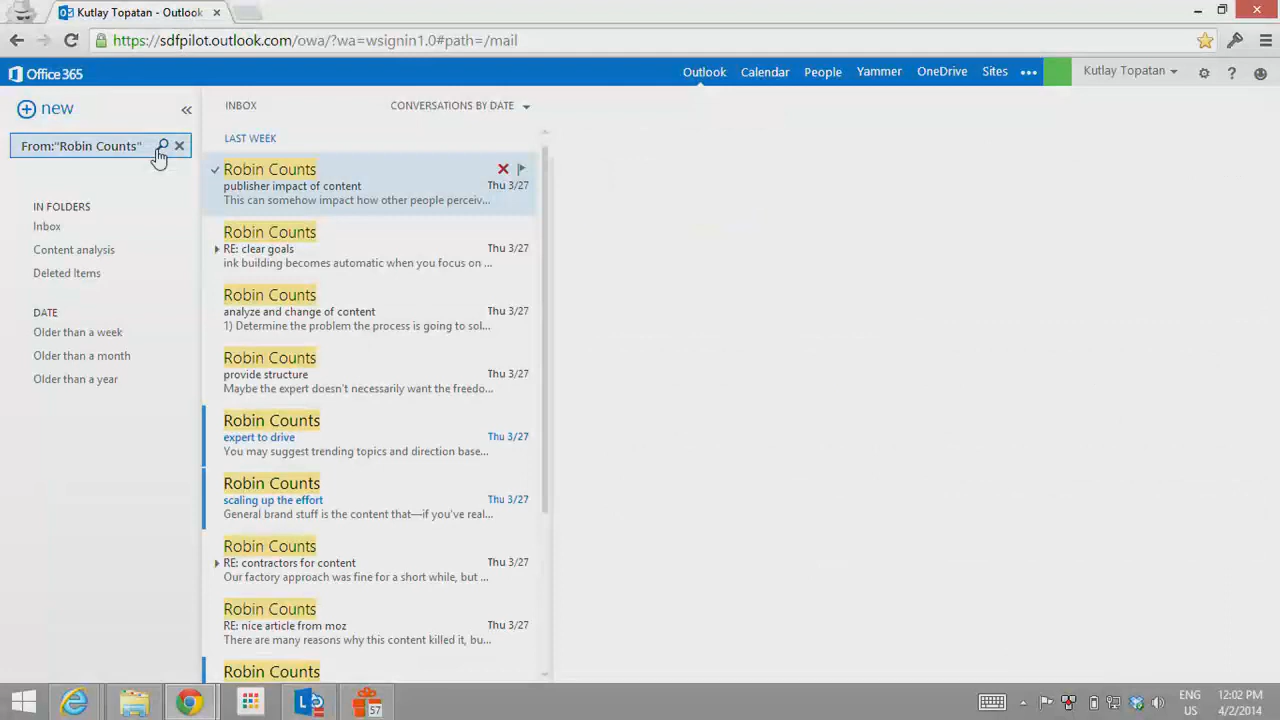 Kutlay Topatan - Outlook
https://sdfpilot.outlook.com/owa/?wa=wsignin1.0#path=/mail
Office 365
Outlook Calendar People Yammer OneDrive Sites ••• Kutlay Topatan
new
INBOX CONVERSATIONS BY DATE
From:"Robin Counts"
IN FOLDERS
Inbox
Content analysis
Deleted Items
DATE
Older than a week
Older than a month
Older than a year
LAST WEEK
Robin Counts
publisher impact of content Thu 3/27
This can somehow impact how other people perceiv...
Robin Counts
RE: clear goals Thu 3/27
ink building becomes automatic when you focus on ...
Robin Counts
analyze and change of content Thu 3/27
1) Determine the problem the process is going to sol...
Robin Counts
provide structure Thu 3/27
Maybe the expert doesn't necessarily want the freedo...
Robin Counts
expert to drive Thu 3/27
You may suggest trending topics and direction base...
Robin Counts
scaling up the effort Thu 3/27
General brand stuff is the content that—if you've real...
Robin Counts
RE: contractors for content Thu 3/27
Our factory approach was fine for a short while, but ...
Robin Counts
RE: nice article from moz Thu 3/27
There are many reasons why this content killed it, bu...
Robin Counts
57
ENG
US
12:02 PM
4/2/2014